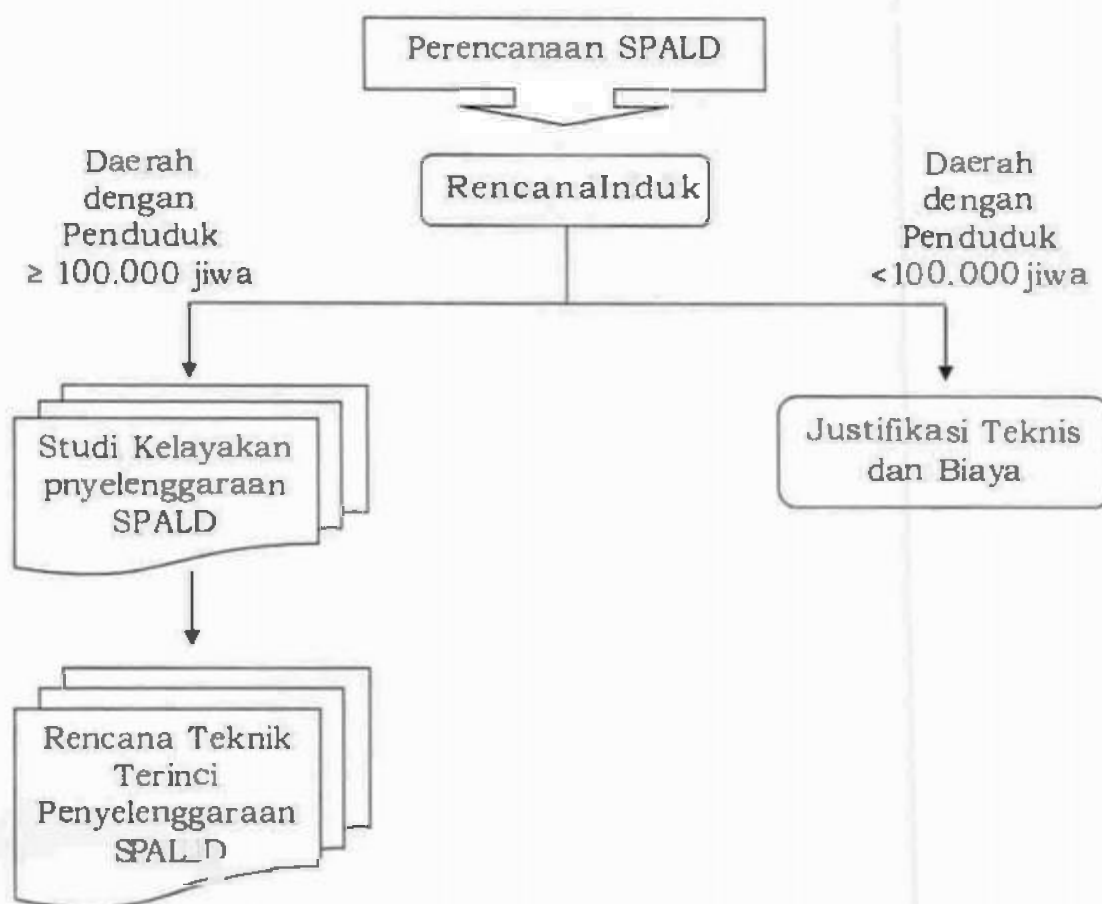 Perencanaan SPALD
RencanaInduk
Daerah
dengan
Penduduk
≥ 100.000 jiwa
Daerah
dengan
Penduduk
<100.000 jiwa
Studi Kelayakan
pnyelenggaraan
SPALD
Justifikasi Teknis
dan Biaya
Rencana Teknik
Terinci
Penyelenggaraan
SPAL_D